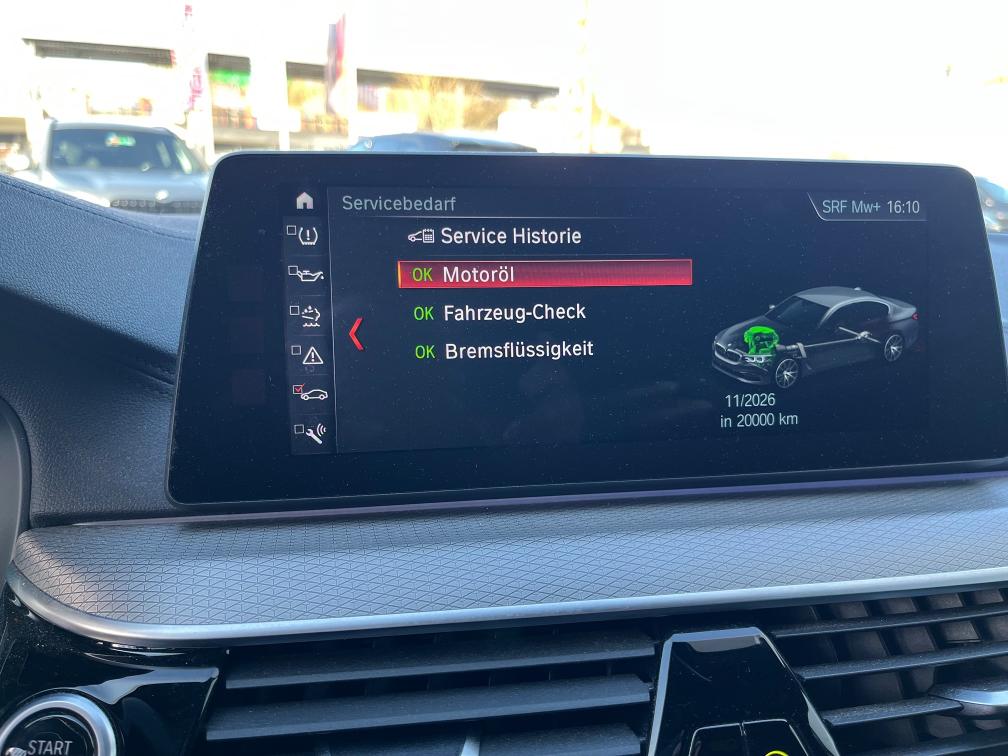 Servicebedarf
SRF Mw+ 16:10
Service Historie
OK Motoröl
OK Fahrzeug-Check
OK Bremsflüssigkeit
11/2026
in 20000 km
START